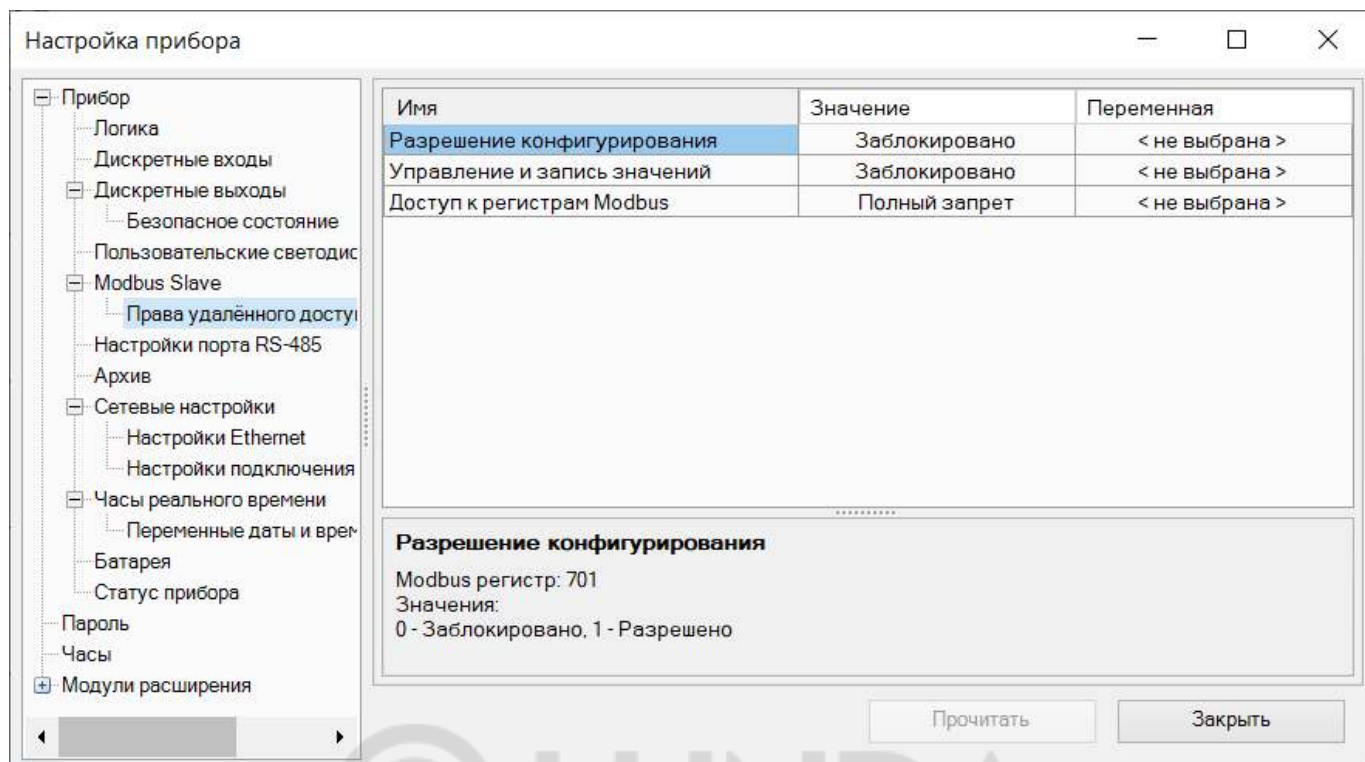 Настройка прибора
Прибор
Логика
Дискретные входы
Дискретные выходы
Безопасное состояние
Пользовательские светодис
Modbus Slave
Права удалённого досту
Настройки порта RS-485
Архив
Сетевые настройки
Настройки Ethernet
Настройки подключения
Часы реального времени
Переменные даты и врем
Батарея
Статус прибора
Пароль
Часы
Модули расширения
Имя Значение Переменная
Разрешение конфигурирования Заблокировано < не выбрана >
Управление и запись значений Заблокировано < не выбрана >
Доступ к регистрам Modbus Полный запрет < не выбрана >
Разрешение конфигурирования
Modbus регистр: 701
Значения:
0 - Заблокировано, 1 - Разрешено
Прочитать Закрыть